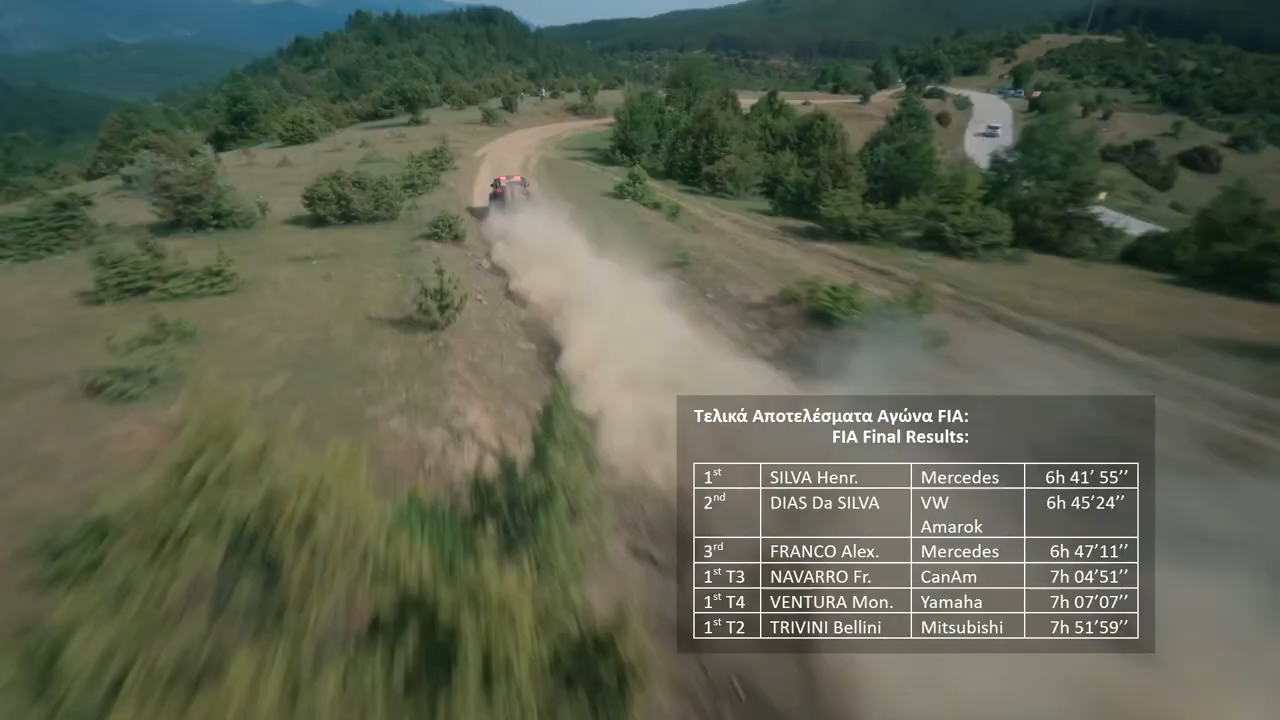 Τελικά Αποτελέσματα Αγώνα FIA:
FIA Final Results:
1st SILVA Henr. Mercedes 6h 41’ 55’’
2nd DIAS Da SILVA VW Amarok 6h 45’24’’
3rd FRANCO Alex. Mercedes 6h 47’11’’
1st T3 NAVARRO Fr. CanAm 7h 04’51’’
1st T4 VENTURA Mon. Yamaha 7h 07’07’’
1st T2 TRIVINI Bellini Mitsubishi 7h 51’59’’